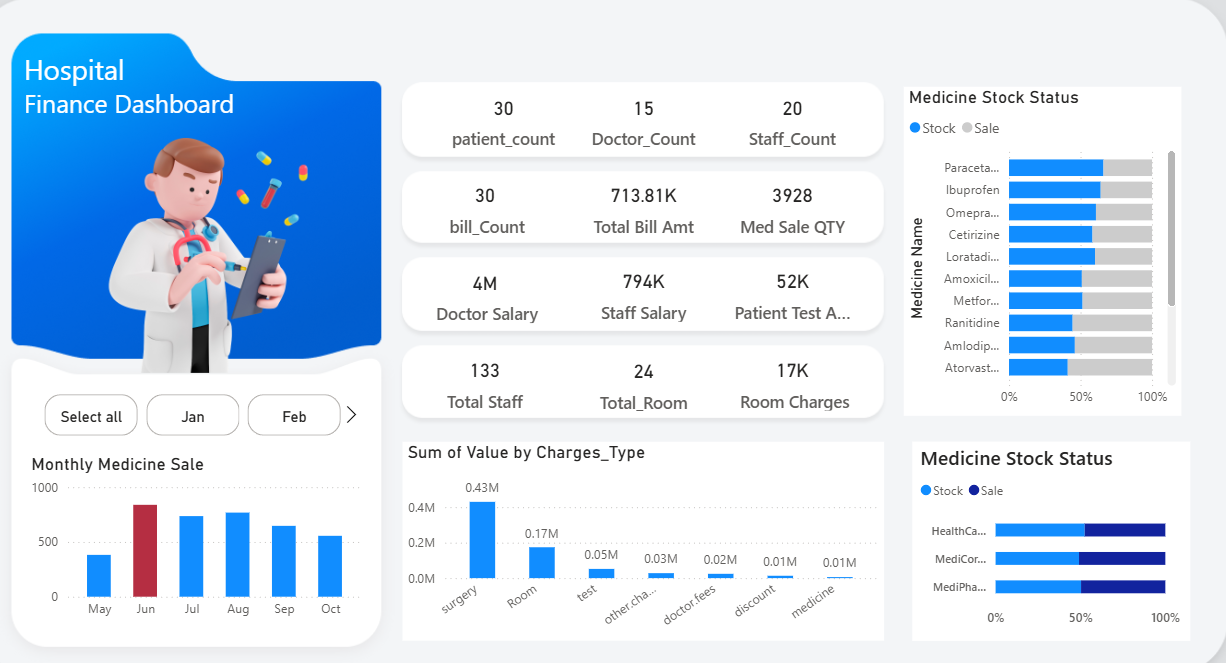 Hospital
Finance Dashboard
Select all
Jan
Feb
Monthly Medicine Sale
1000
500
0
May Jun Jul Aug Sep Oct
30 15 20
patient_count Doctor_Count Staff_Count
30 713.81K 3928
bill_Count Total Bill Amt Med Sale QTY
4M 794K 52K
Doctor Salary Staff Salary Patient Test A...
133 24 17K
Total Staff Total_Room Room Charges
Sum of Value by Charges_Type
0.4M
0.2M
0.0M
0.43M
0.17M
0.05M
0.03M
0.02M
0.01M
0.01M
surgery
Room
test
other.cha...
doctor.fees
discount
medicine
Medicine Stock Status
Stock Sale
Medicine Name
Paraceta...
Ibuprofen
Omepra...
Cetirizine
Loratadi...
Amoxicil...
Metfor...
Ranitidine
Amlodip...
Atorvast...
0% 50% 100%
Medicine Stock Status
Stock Sale
HealthCa...
MediCor...
MediPha...
0% 50% 100%